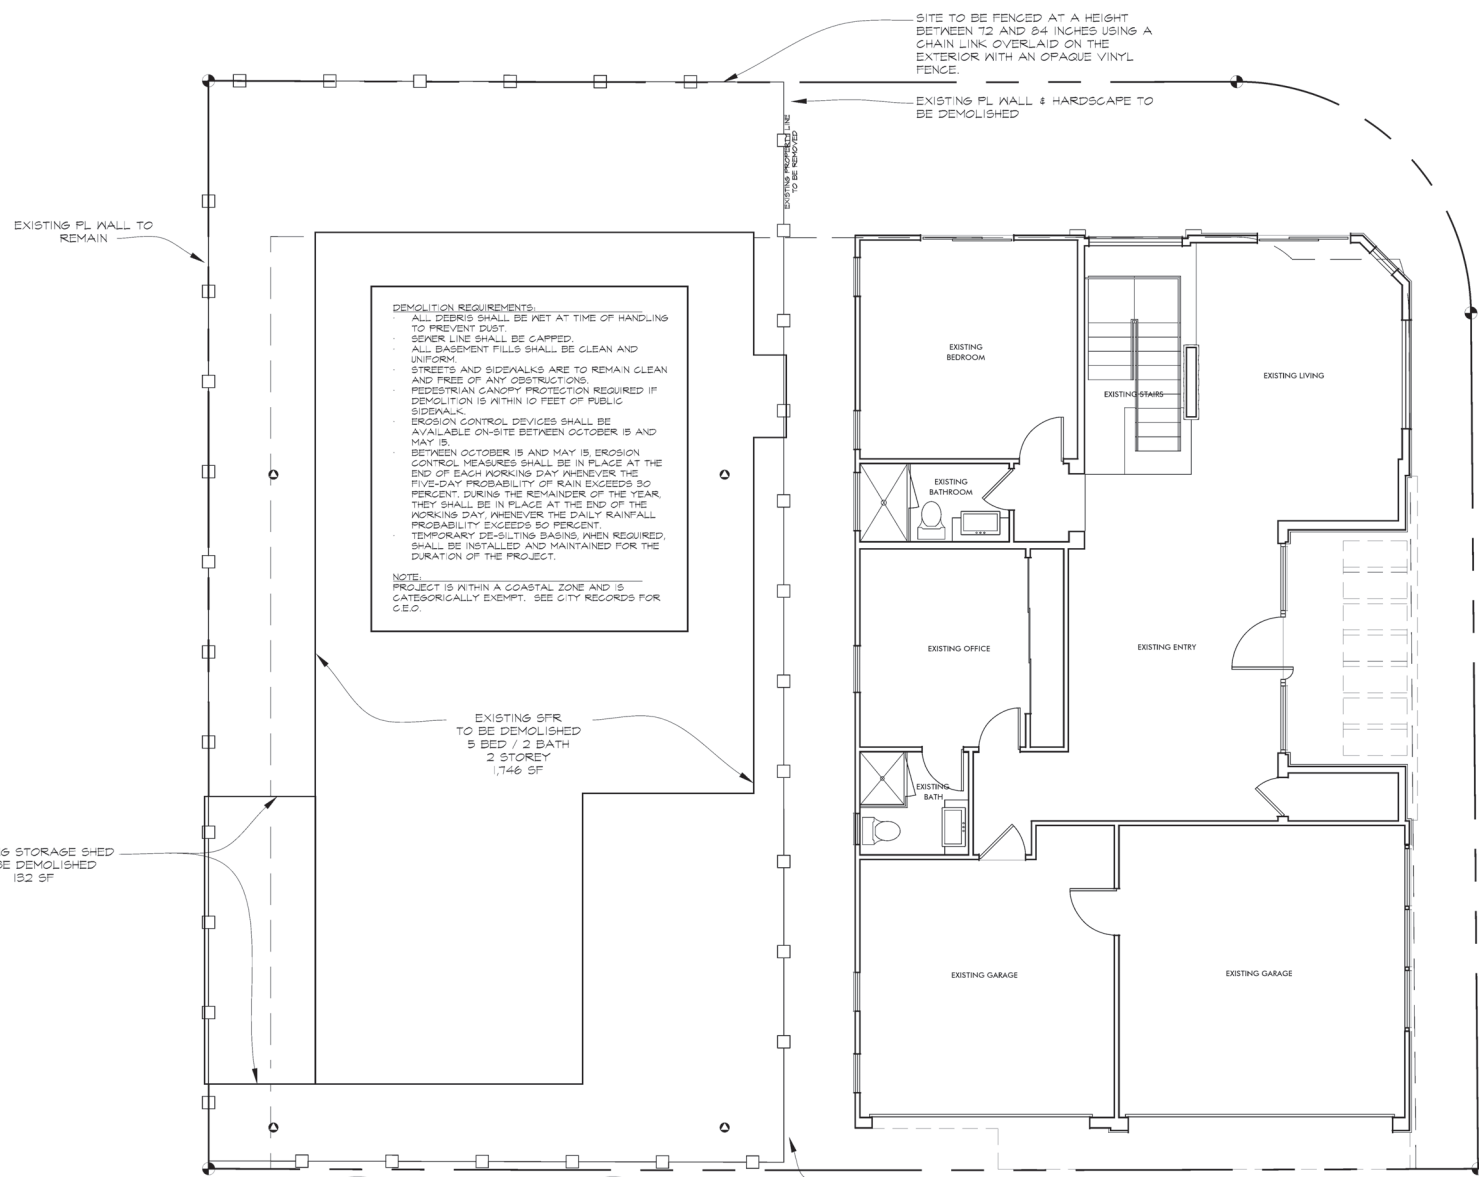 SITE TO BE FENCED AT A HEIGHT
BETWEEN 72 AND 84 INCHES USING A
CHAIN LINK OVERLAID ON THE
EXTERIOR WITH AN OPAQUE VINYL
FENCE.
EXISTING PL WALL & HARDSCAPE TO
BE DEMOLISHED
EXISTING PROPERTY LINE
TO BE REMOVED
EXISTING PL WALL TO
REMAIN
DEMOLITION REQUIREMENTS:
· ALL DEBRIS SHALL BE WET AT TIME OF HANDLING
TO PREVENT DUST.
· SEWER LINE SHALL BE CAPPED.
· ALL BASEMENT FILLS SHALL BE CLEAN AND
UNIFORM.
· STREETS AND SIDEWALKS ARE TO REMAIN CLEAN
AND FREE OF ANY OBSTRUCTIONS.
· PEDESTRIAN CANOPY PROTECTION REQUIRED IF
DEMOLITION IS WITHIN 10 FEET OF PUBLIC
SIDEWALK.
· EROSION CONTROL DEVICES SHALL BE
AVAILABLE ON-SITE BETWEEN OCTOBER 15 AND
MAY 15.
· BETWEEN OCTOBER 15 AND MAY 15, EROSION
CONTROL MEASURES SHALL BE IN PLACE AT THE
END OF EACH WORKING DAY WHENEVER THE
FIVE-DAY PROBABILITY OF RAIN EXCEEDS 30
PERCENT. DURING THE REMAINDER OF THE YEAR,
THEY SHALL BE IN PLACE AT THE END OF THE
WORKING DAY, WHENEVER THE DAILY RAINFALL
PROBABILITY EXCEEDS 50 PERCENT.
· TEMPORARY DE-SILTING BASINS, WHEN REQUIRED,
SHALL BE INSTALLED AND MAINTAINED FOR THE
DURATION OF THE PROJECT.
NOTE:
PROJECT IS WITHIN A COASTAL ZONE AND IS
CATEGORICALLY EXEMPT. SEE CITY RECORDS FOR
C.E.O.
EXISTING
BEDROOM
EXISTING LIVING
EXISTING STAIRS
EXISTING
BATHROOM
EXISTING OFFICE
EXISTING ENTRY
EXISTING SFR
TO BE DEMOLISHED
5 BED / 2 BATH
2 STOREY
1,746 SF
EXISTING
BATH
G STORAGE SHED
BE DEMOLISHED
132 SF
EXISTING GARAGE
EXISTING GARAGE